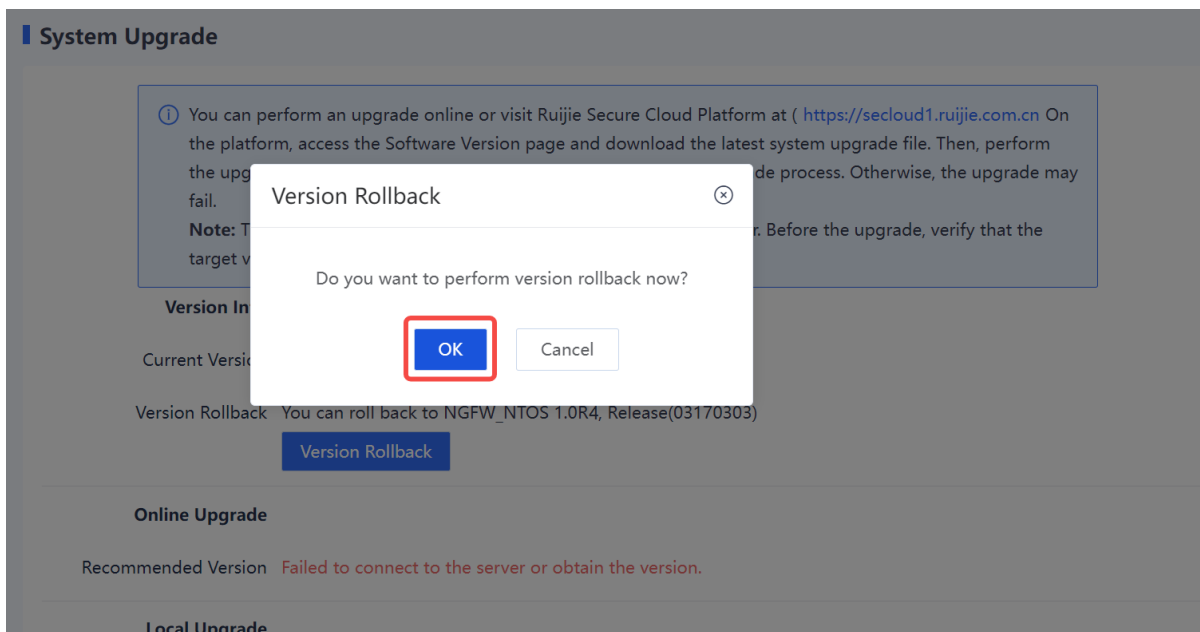 System Upgrade
You can perform an upgrade online or visit Ruijie Secure Cloud Platform at ( https://secloud1.ruijie.com.cn On
the platform, access the Software Version page and download the latest system upgrade file. Then, perform
the upg de process. Otherwise, the upgrade may
fail.
Note: T r. Before the upgrade, verify that the
target v
Version Rollback
Do you want to perform version rollback now?
OK Cancel
Version In
Current Versio
Version Rollback You can roll back to NGFW_NTOS 1.0R4, Release(03170303)
Version Rollback
Online Upgrade
Recommended Version Failed to connect to the server or obtain the version.
Local Upgrade